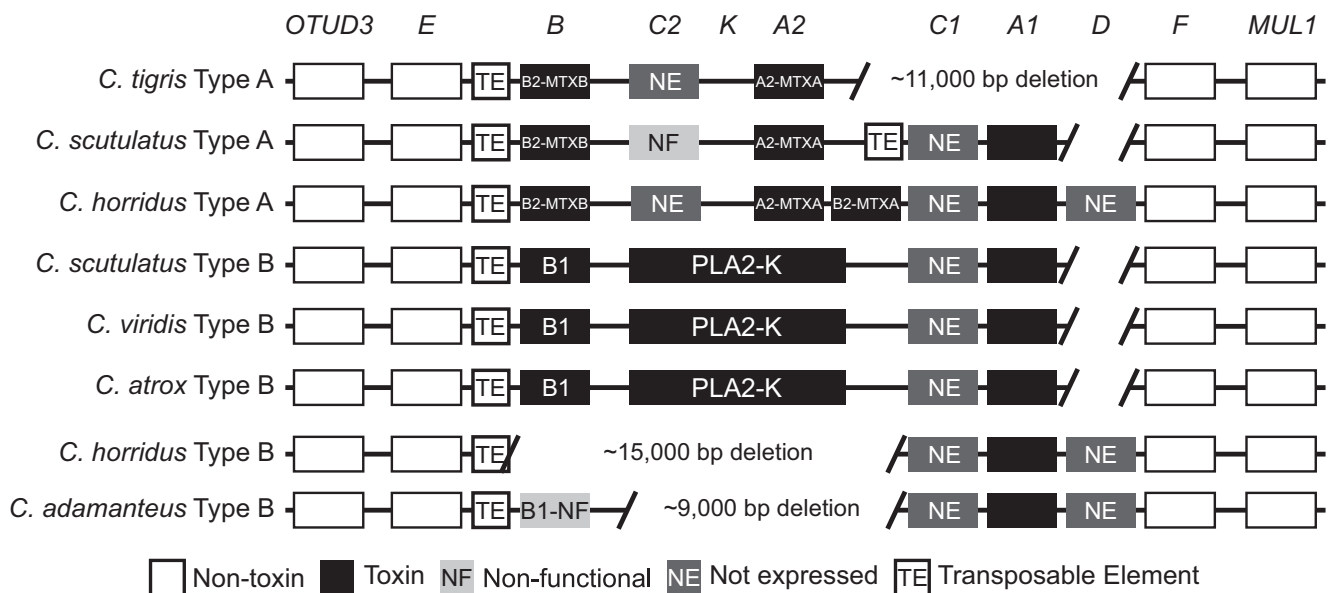 OTUD3 E B C2 K A2 C1 A1 D F MUL1
C. tigris Type A TE B2-MTXB NE A2-MTXA ~11,000 bp deletion
C. scutulatus Type A TE B2-MTXB NF A2-MTXA TE NE
C. horridus Type A TE B2-MTXB NE A2-MTXA B2-MTXA NE NE
C. scutulatus Type B TE B1 PLA2-K NE
C. viridis Type B TE B1 PLA2-K NE
C. atrox Type B TE B1 PLA2-K NE
C. horridus Type B TE ~15,000 bp deletion NE NE
C. adamanteus Type B TE B1-NF ~9,000 bp deletion NE NE
Non-toxin Toxin NF Non-functional NE Not expressed TE Transposable Element